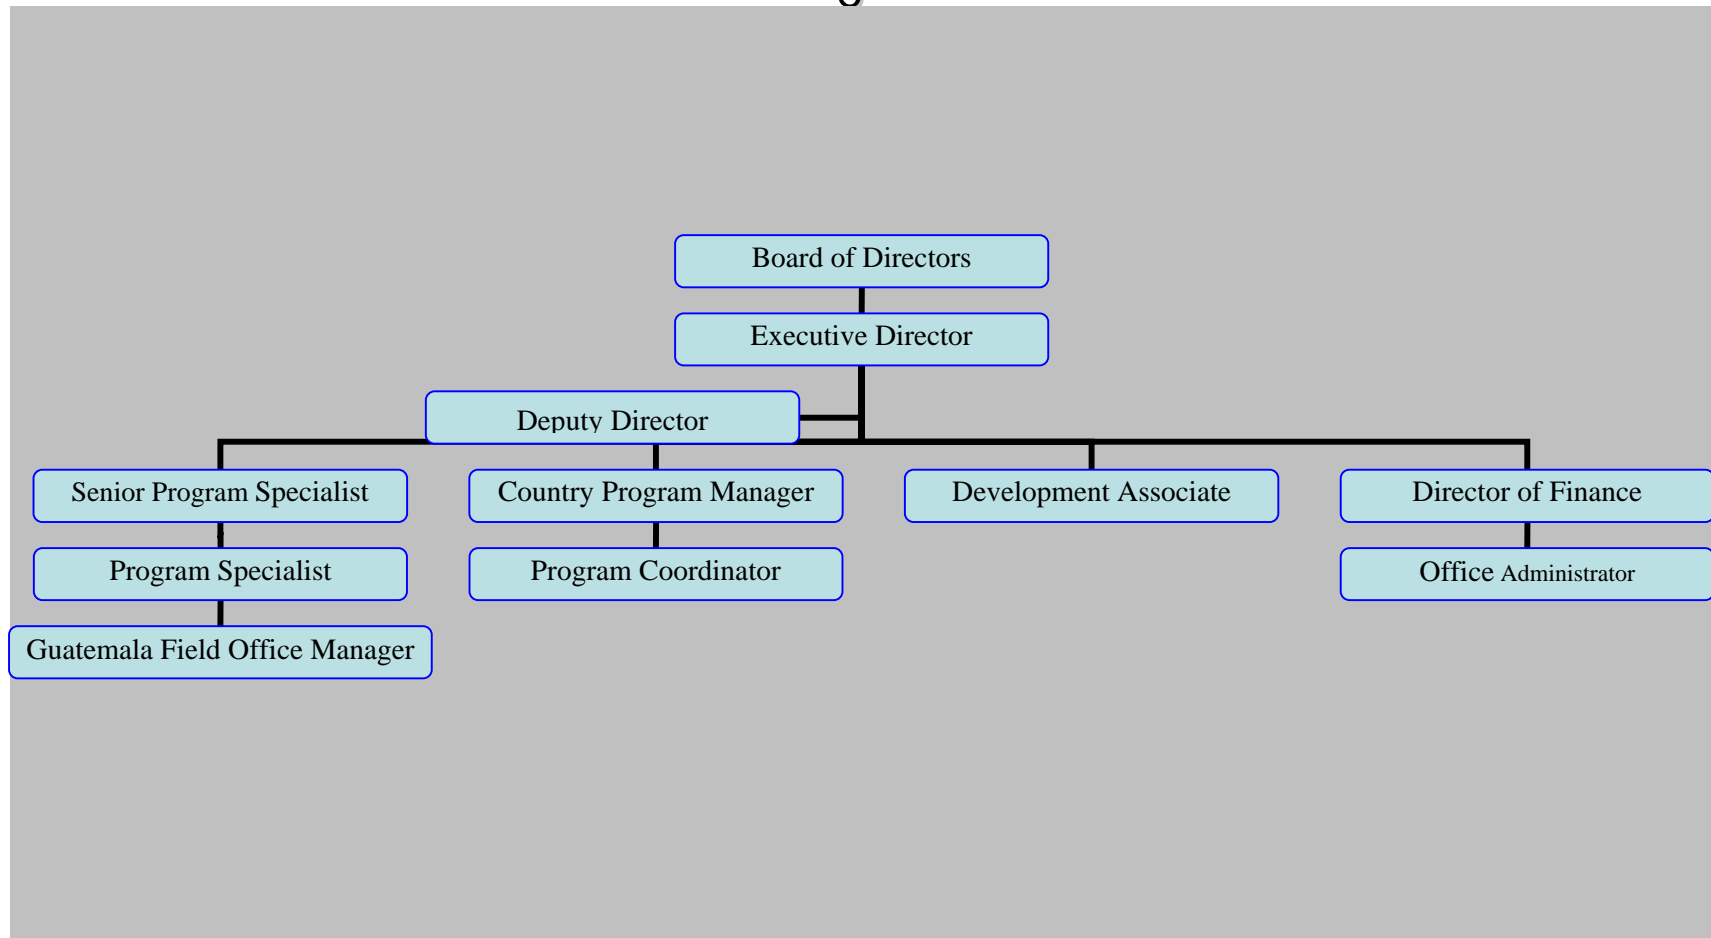 Board of Directors
Executive Director
Deputy Director
Senior Program Specialist
Country Program Manager
Development Associate
Director of Finance
Program Specialist
Program Coordinator
Office Administrator
Guatemala Field Office Manager